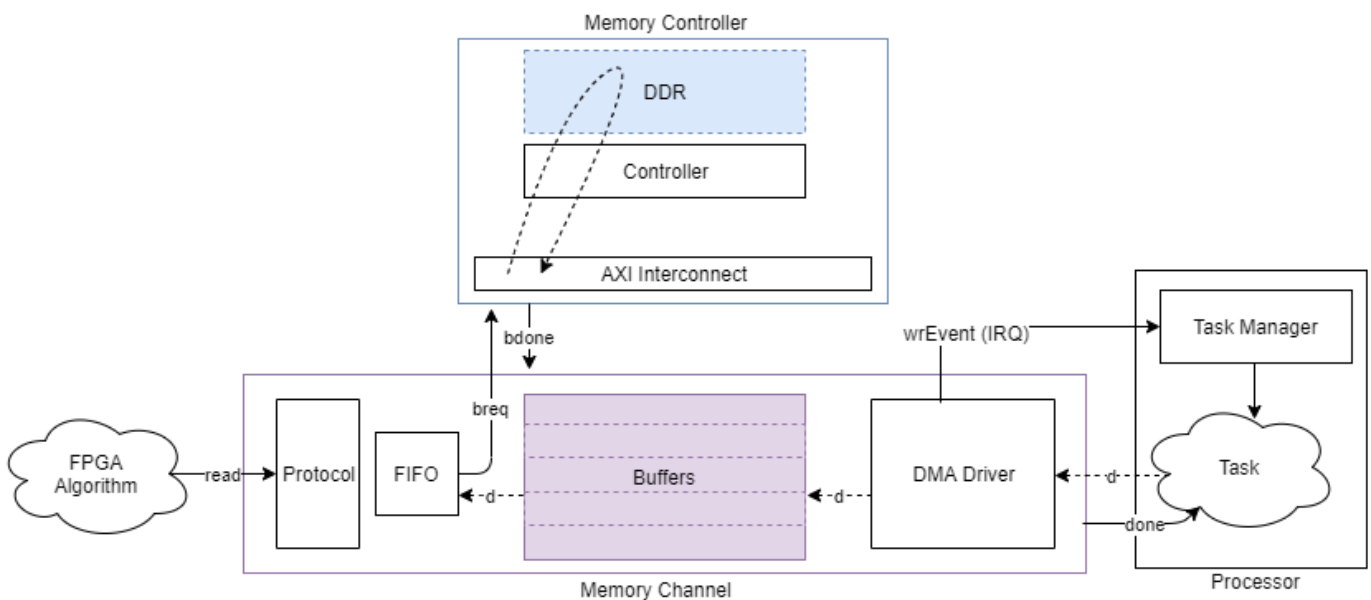 Memory Controller
DDR
Controller
AXI Interconnect
bdone
breq
wrEvent (IRQ)
Task Manager
FPGA
Algorithm
read
Protocol
FIFO
d
Buffers
d
DMA Driver
d
Task
done
Memory Channel
Processor